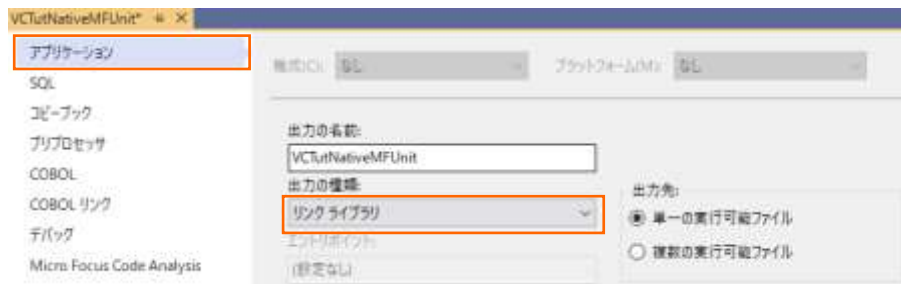 VCTutNativeMFUnit*
アプリケーション
SQL
コピーブック
プリプロセッサ
COBOL
COBOL リンク
デバッグ
Micro Focus Code Analysis
構成(C): なし
プラットフォーム(M): なし
出力の名前:
VCTutNativeMFUnit
出力の種類:
リンク ライブラリ
エントリポイント:
(設定なし)
出力先:
単一の実行可能ファイル
複数の実行可能ファイル